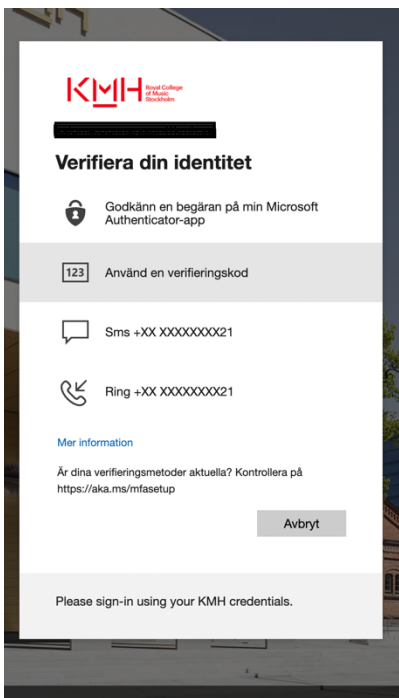 KMH Royal College
of Music
Stockholm
Verifiera din identitet
Godkänn en begäran på min Microsoft
Authenticator-app
123 Använd en verifieringskod
Sms +XX XXXXXXXX21
Ring +XX XXXXXXXX21
Mer information
Är dina verifieringsmetoder aktuella? Kontrollera på
https://aka.ms/mfasetup
Avbryt
Please sign-in using your KMH credentials.